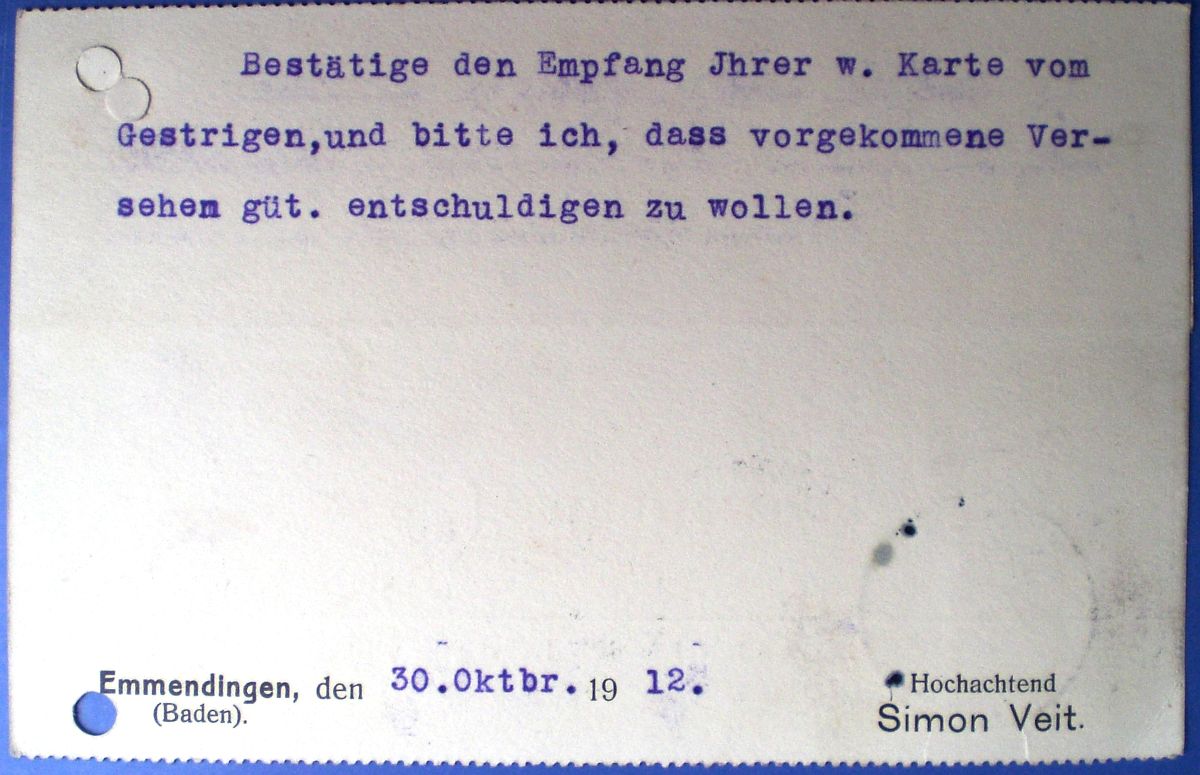 Bestätige den Empfang Jhrer w. Karte vom
Gestrigen,und bitte ich, dass vorgekommene Ver-
sehen güt. entschuldigen zu wollen.
Emmendingen, den 30.Oktbr. 19 12.
(Baden).
Hochachtend
Simon Veit.